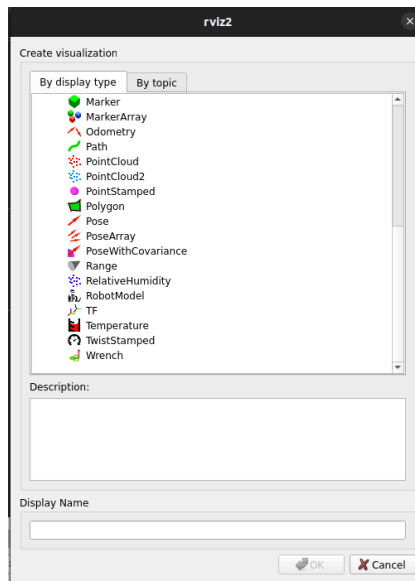 rviz2
Create visualization
By display type By topic
Marker
MarkerArray
Odometry
Path
PointCloud
PointCloud2
PointStamped
Polygon
Pose
PoseArray
PoseWithCovariance
Range
RelativeHumidity
RobotModel
TF
Temperature
TwistStamped
Wrench
Description:
Display Name
OK Cancel